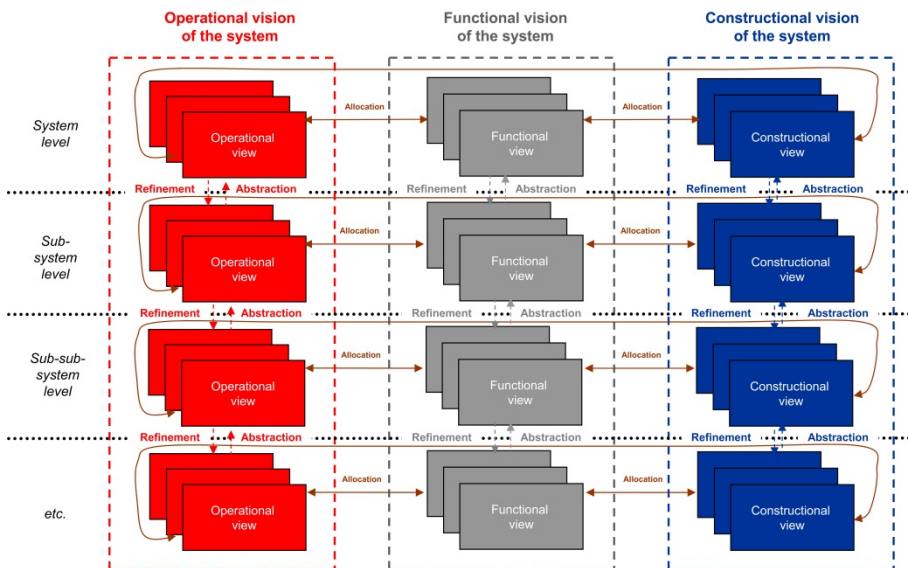 Operational vision
of the system
Functional vision
of the system
Constructional vision
of the system
System
level
Allocation
Allocation
Operational
view
Functional
view
Constructional
view
Refinement Abstraction
Refinement Abstraction
Refinement Abstraction
Sub-
system
level
Allocation
Allocation
Operational
view
Functional
view
Constructional
view
Refinement Abstraction
Refinement Abstraction
Refinement Abstraction
Sub-sub-
system
level
Allocation
Allocation
Operational
view
Functional
view
Constructional
view
Refinement Abstraction
Refinement Abstraction
Refinement Abstraction
etc.
Allocation
Allocation
Operational
view
Functional
view
Constructional
view